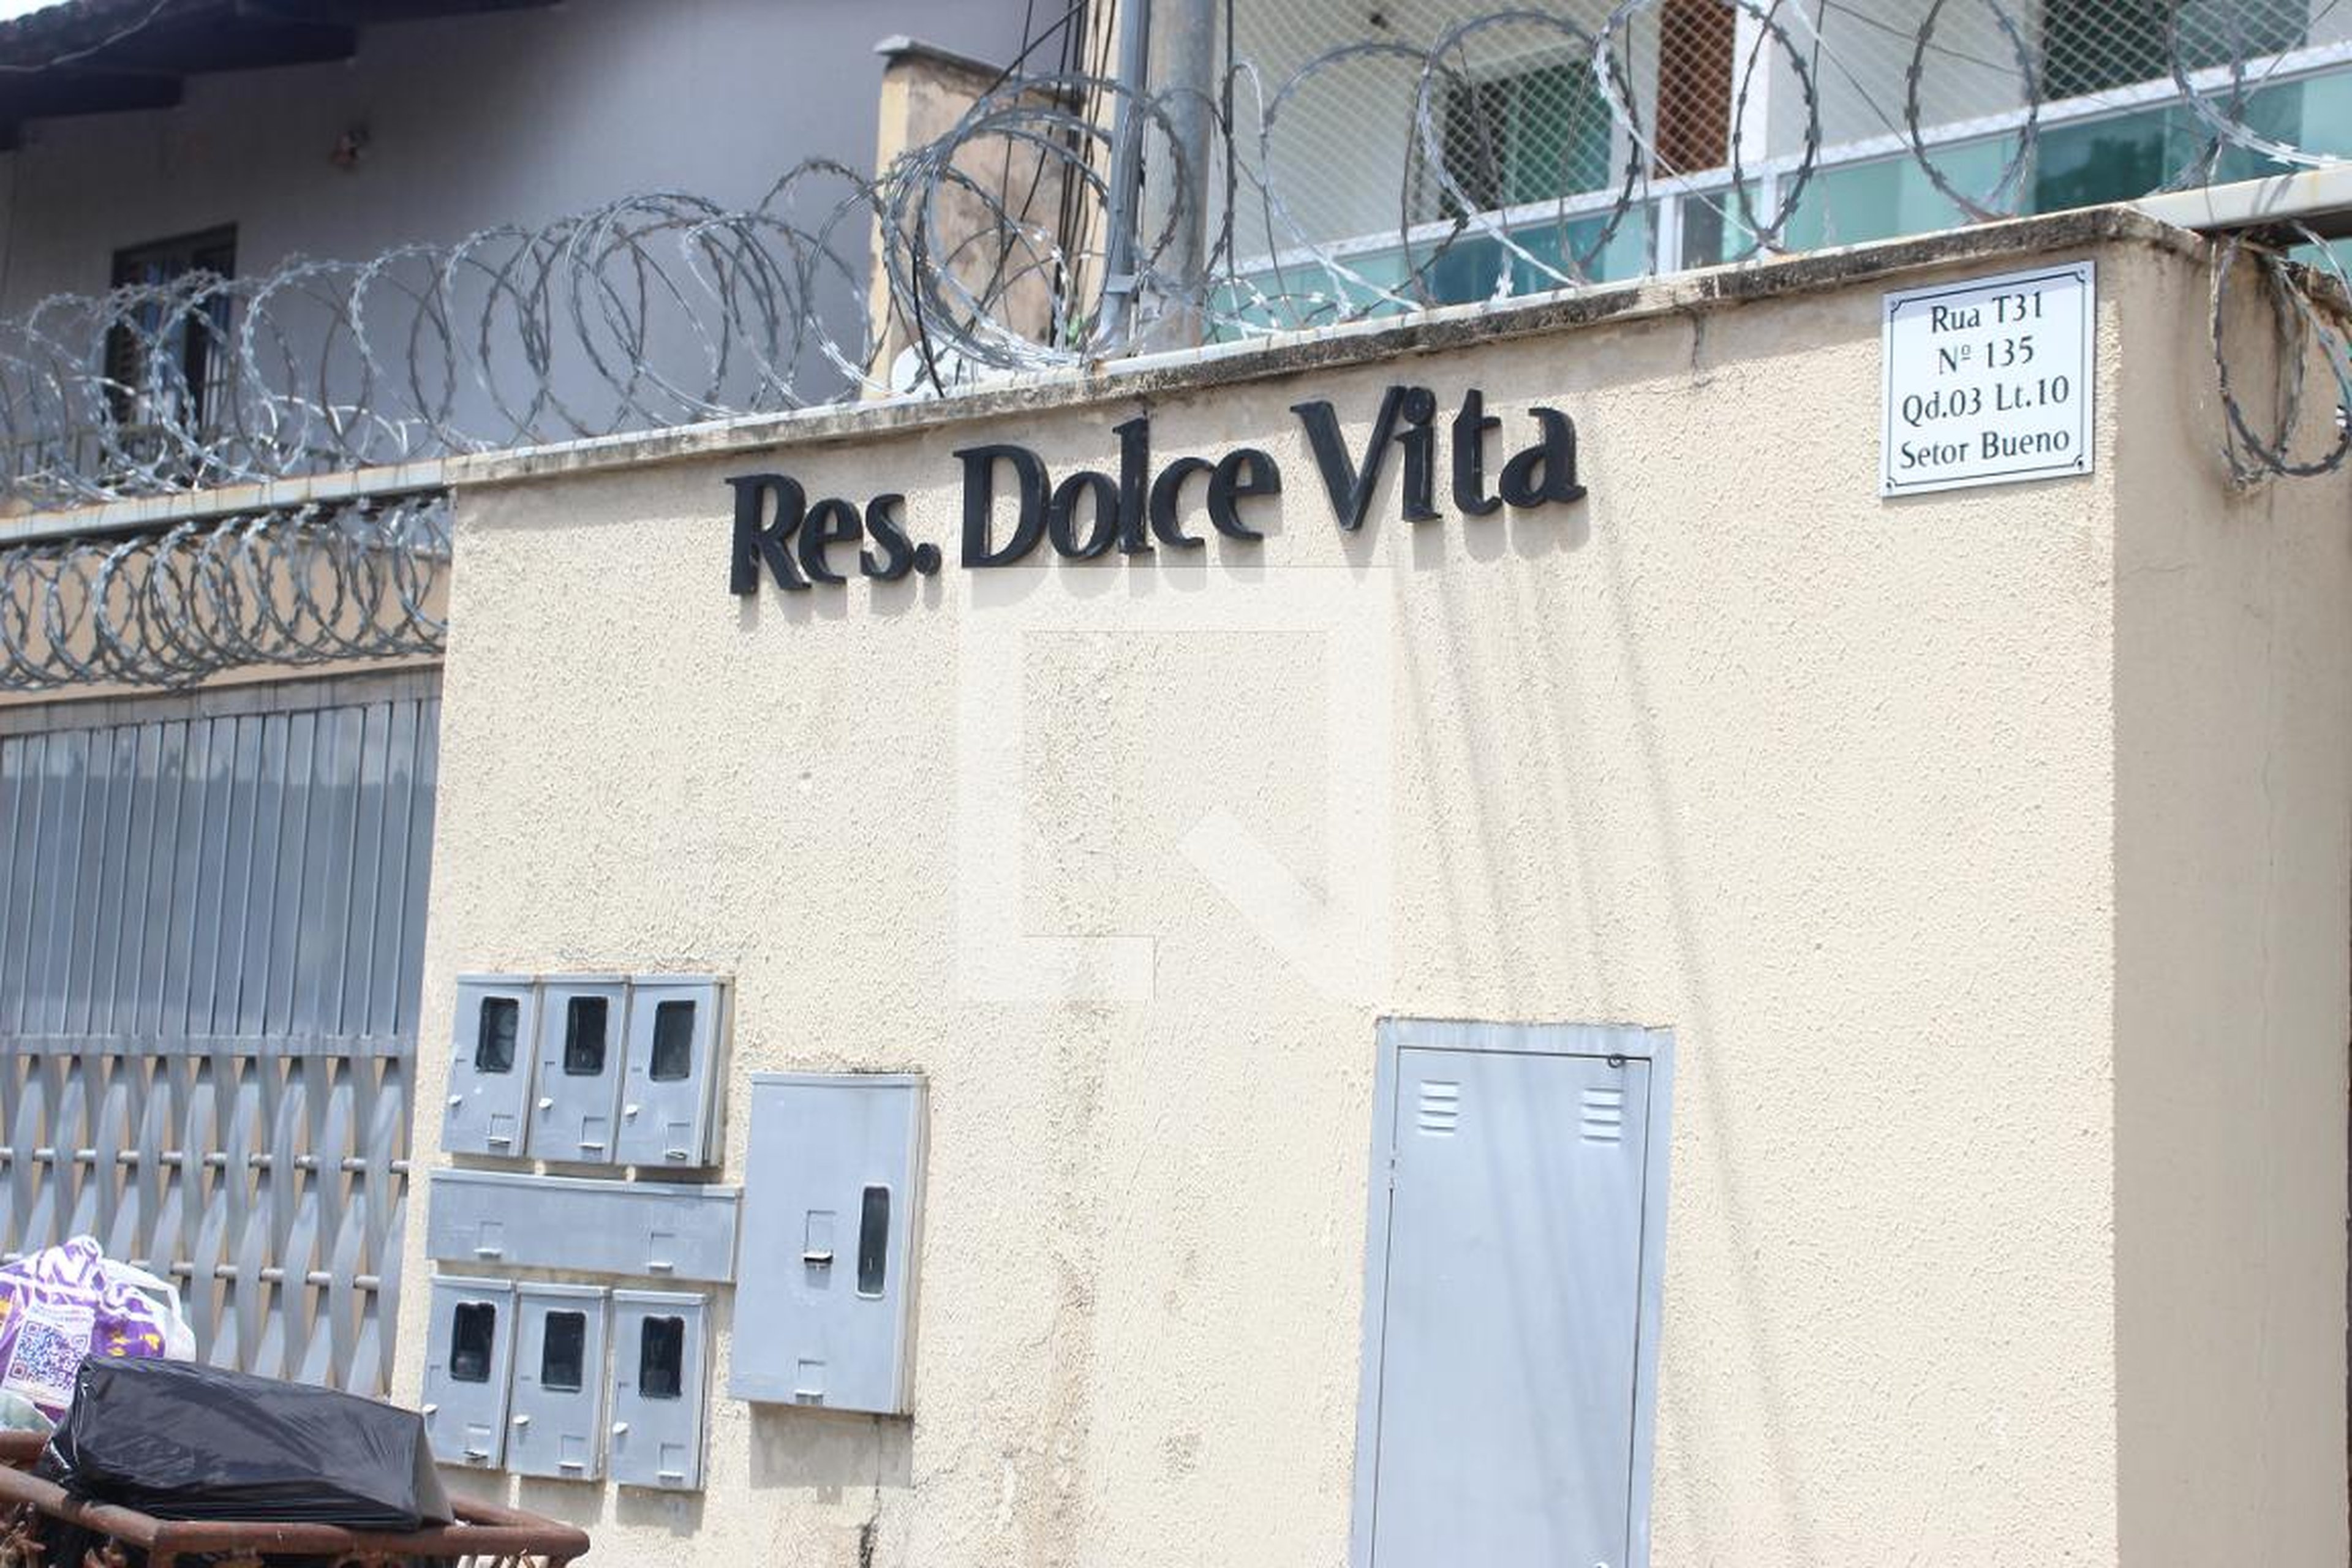 Res. Dolce Vita
Rua T31
Nº 135
Qd.03 Lt.10
Setor Bueno